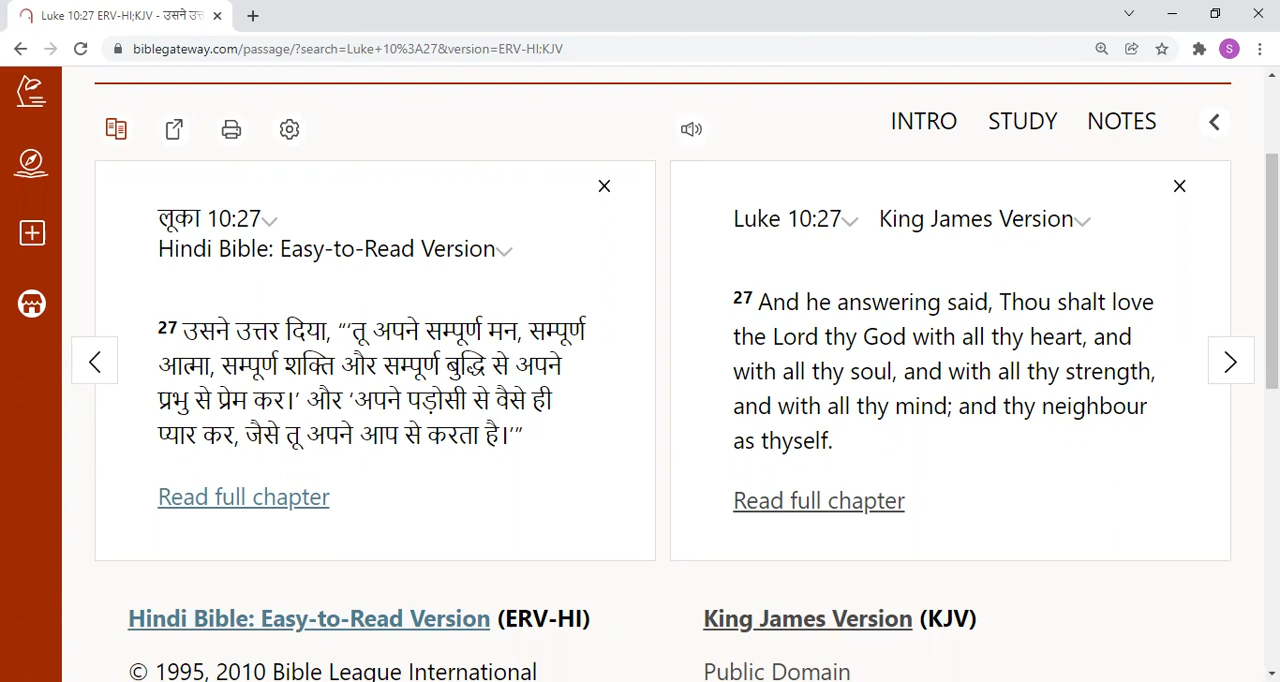 Luke 10:27 ERV-HI;KJV - उसने उत्त
biblegateway.com/passage/?search=Luke+10%3A27&version=ERV-HI;KJV
S
INTRO STUDY NOTES
लूका 10:27
Hindi Bible: Easy-to-Read Version
27 उसने उत्तर दिया, “‘तू अपने सम्पूर्ण मन, सम्पूर्ण
आत्मा, सम्पूर्ण शक्ति और सम्पूर्ण बुद्धि से अपने
प्रभु से प्रेम कर।’ और ‘अपने पड़ोसी से वैसे ही
प्यार कर, जैसे तू अपने आप से करता है।’”
Read full chapter
Luke 10:27 King James Version
27 And he answering said, Thou shalt love
the Lord thy God with all thy heart, and
with all thy soul, and with all thy strength,
and with all thy mind; and thy neighbour
as thyself.
Read full chapter
Hindi Bible: Easy-to-Read Version (ERV-HI)
© 1995, 2010 Bible League International
King James Version (KJV)
Public Domain